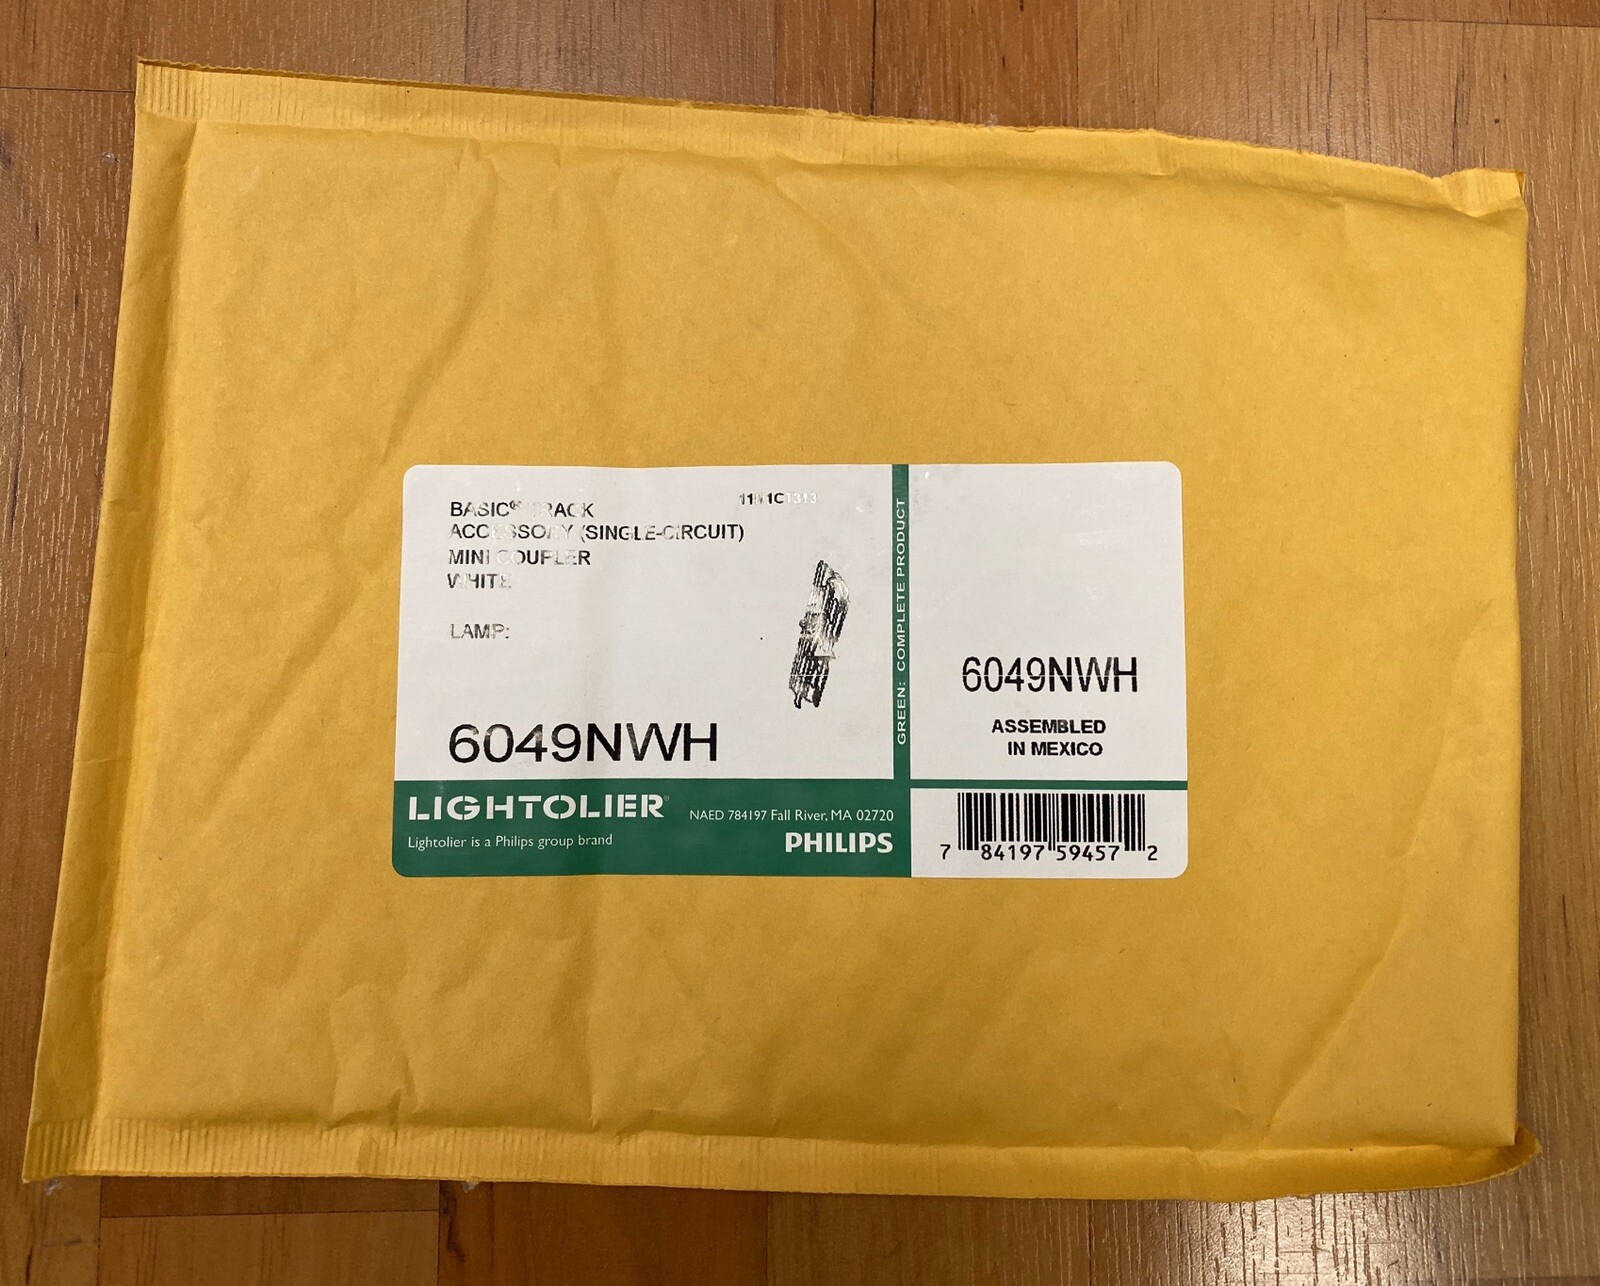 BASIC® TRACK
ACCESSORY (SINGLE-CIRCUIT)
MINI COUPLER
WHITE
LAMP:
6049NWH
GREEN: COMPLETE PRODUCT
6049NWH
ASSEMBLED
IN MEXICO
LIGHTOLIER®
NAED 784197 Fall River, MA 02720
Lightolier is a Philips group brand
PHILIPS
7 84197 59457 2